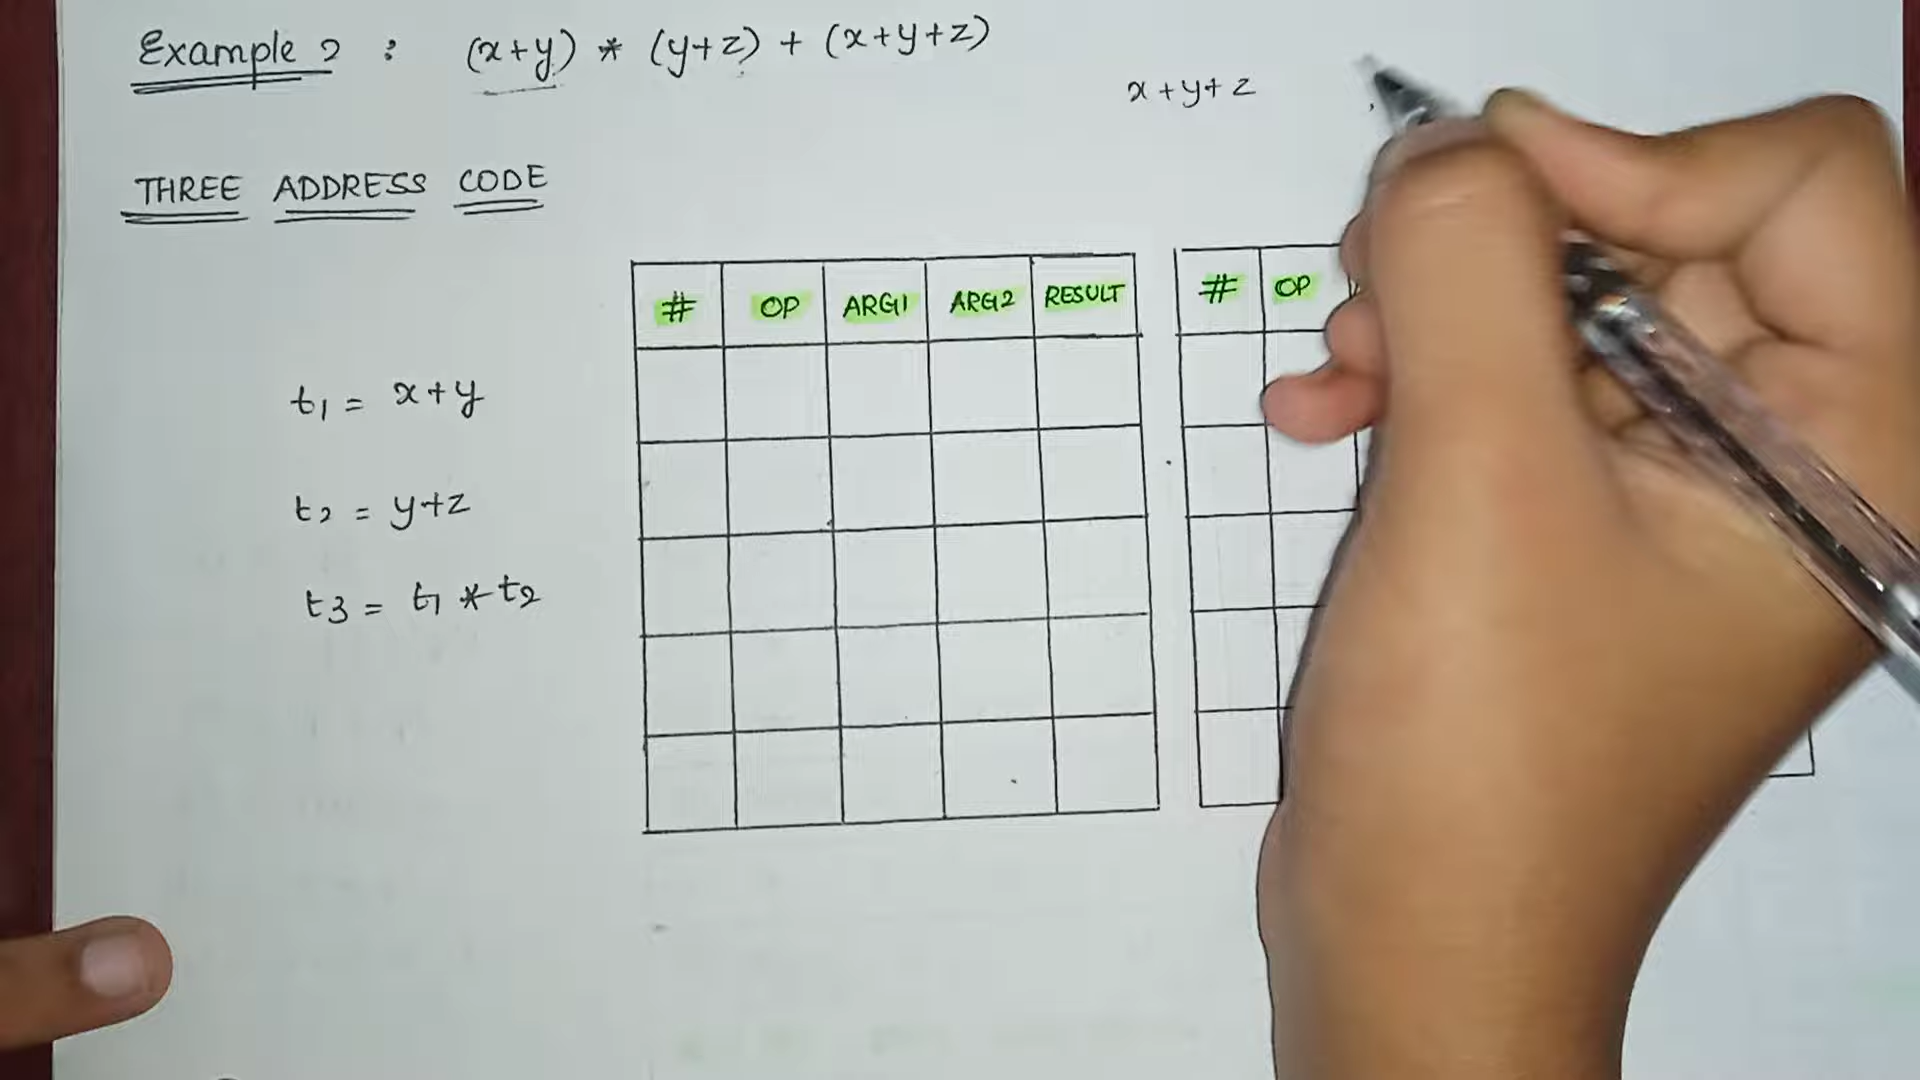 Example 2 : (x+y) * (y+z) + (x+y+z)
x+y+z
THREE ADDRESS CODE
# OP ARG1 ARG2 RESULT
# OP
t1 = x+y
t2 = y+z
t3 = t1 * t2